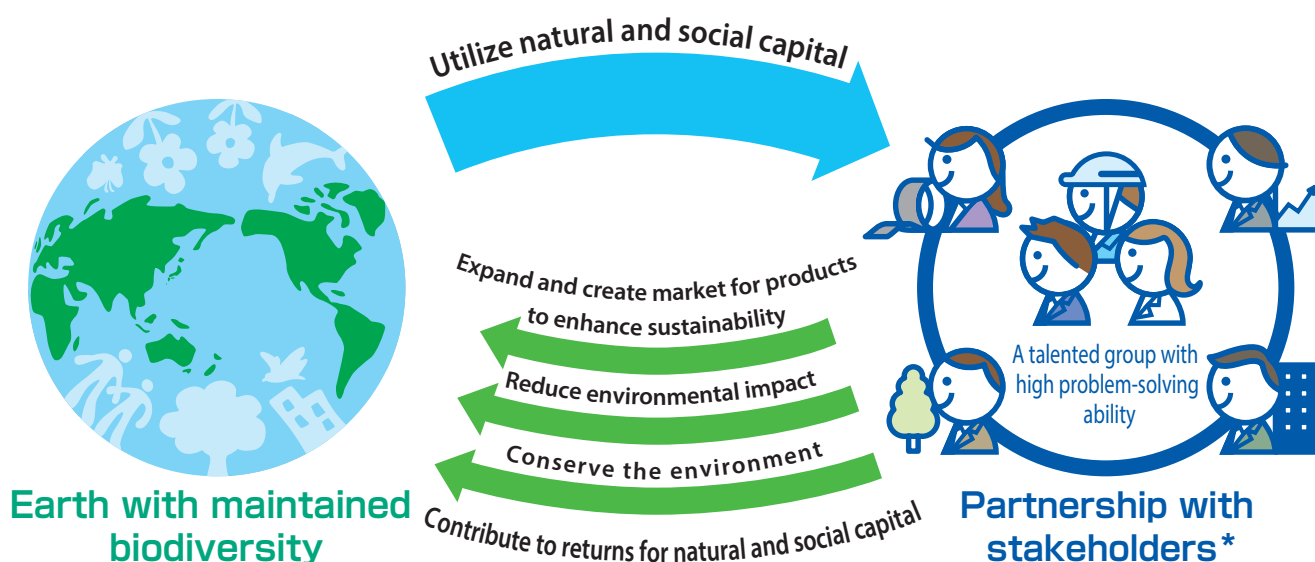 Utilize natural and social capital
Expand and create market for products
to enhance sustainability
Reduce environmental impact
Conserve the environment
Contribute to returns for natural and social capital
Earth with maintained
biodiversity
A talented group with
high problem-solving
ability
Partnership with
stakeholders*